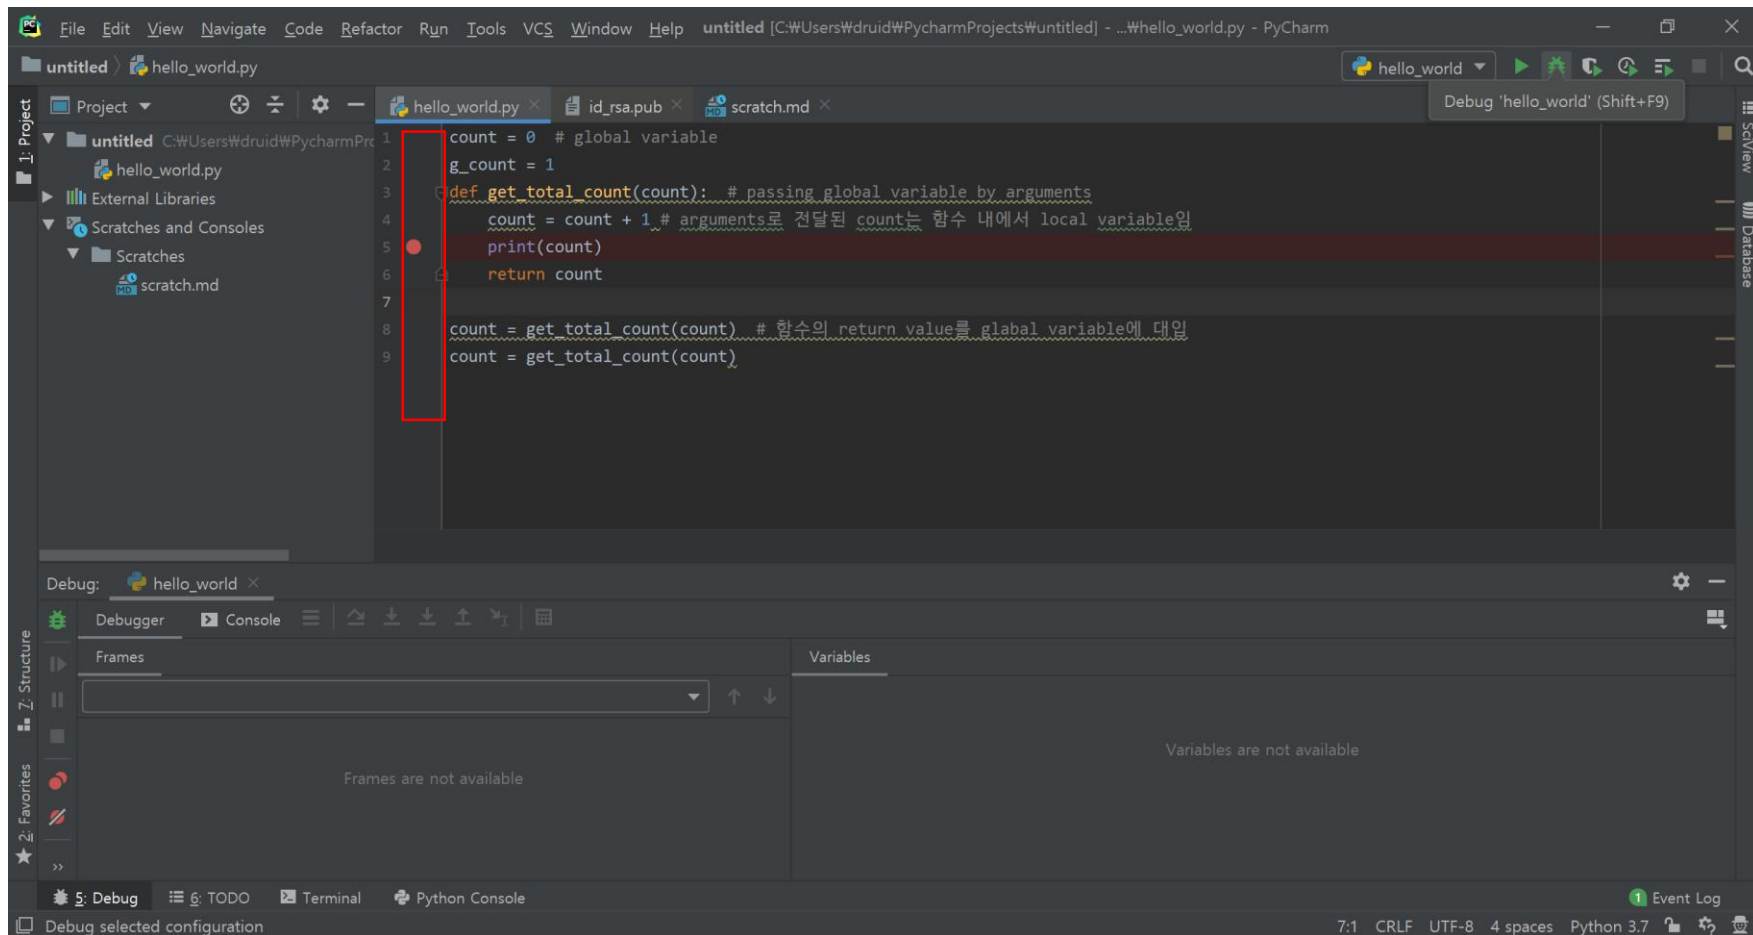 File Edit View Navigate Code Refactor Run Tools VCS Window Help untitled [C:₩Users₩druid₩PycharmProjects₩untitled] - ...₩hello_world.py - PyCharm
untitled hello_world.py hello_world
Project hello_world.py id_rsa.pub scratch.md Debug 'hello_world' (Shift+F9)
1: Project
untitled C:₩Users₩druid₩PycharmPro
hello_world.py
External Libraries
Scratches and Consoles
Scratches
scratch.md
1 count = 0 # global variable
2 g_count = 1
3 def get_total_count(count): # passing global variable by arguments
4 count = count + 1 # arguments로 전달된 count는 함수 내에서 local variable임
5 print(count)
6 return count
7
8 count = get_total_count(count) # 함수의 return value를 glabal variable에 대입
9 count = get_total_count(count)
SciView
Database
Debug: hello_world
Debugger Console
Frames Variables
Frames are not available
Variables are not available
7: Structure
2: Favorites
5: Debug 6: TODO Terminal Python Console 1 Event Log
Debug selected configuration 7:1 CRLF UTF-8 4 spaces Python 3.7